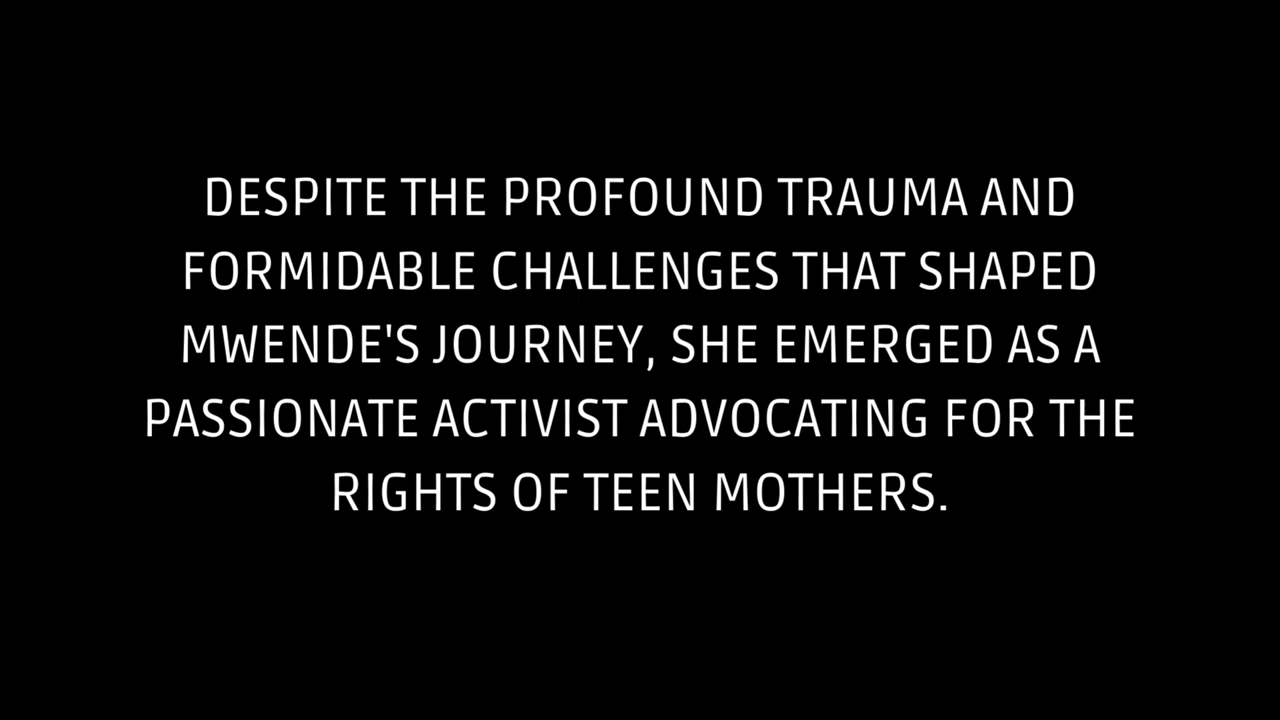 DESPITE THE PROFOUND TRAUMA AND
FORMIDABLE CHALLENGES THAT SHAPED
MWENDE'S JOURNEY, SHE EMERGED AS A
PASSIONATE ACTIVIST ADVOCATING FOR THE
RIGHTS OF TEEN MOTHERS.